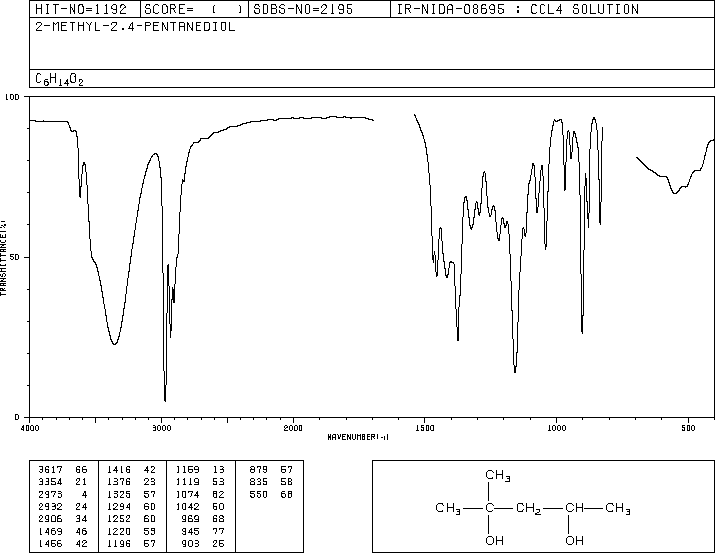 HIT-NO=1192 SCORE= ( ) SDBS-NO=2195 IR-NIDA-08695 : CCL4 SOLUTION
2-METHYL-2.4-PENTANEDIOL
C6H14O2
100
50
0
TRANSMITTANCE(%)
4000 3000 2000 1500 1000 500
WAVENUMBER(-1)
3617 66 1416 42 1159 13 879 57
3354 21 1376 23 1119 53 835 58
2973 4 1325 57 1074 62 550 68
2932 24 1294 60 1042 50
2906 34 1252 60 969 68
1469 46 1220 53 945 77
1456 42 1196 57 903 25
CH3
CH3 C CH2 CH CH3
OH OH